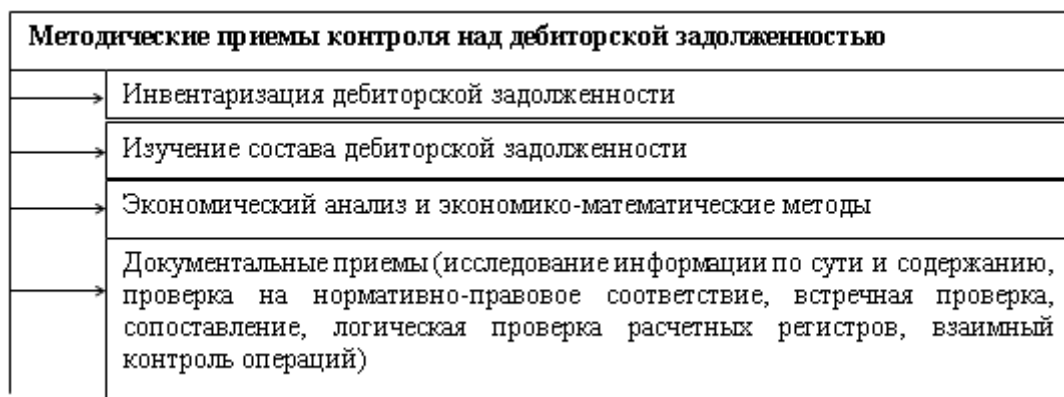 Методические приемы контроля над дебиторской задолженностью
Инвентаризация дебиторской задолженности
Изучение состава дебиторской задолженности
Экономический анализ и экономико-математические методы
Документальные приемы (исследование информации по сути и содержанию,
проверка на нормативно-правовое соответствие, встречная проверка,
сопоставление, логическая проверка расчетных регистров, взаимный
контроль операций)